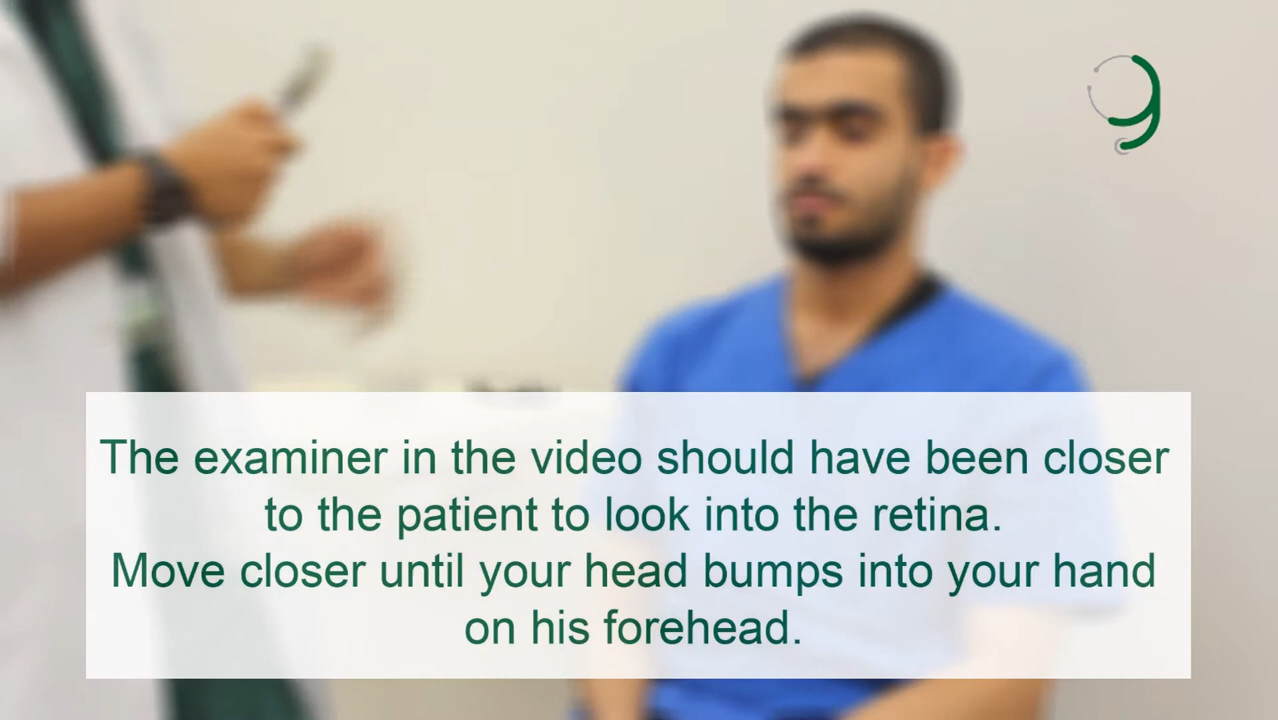 The examiner in the video should have been closer
to the patient to look into the retina.
Move closer until your head bumps into your hand
on his forehead.